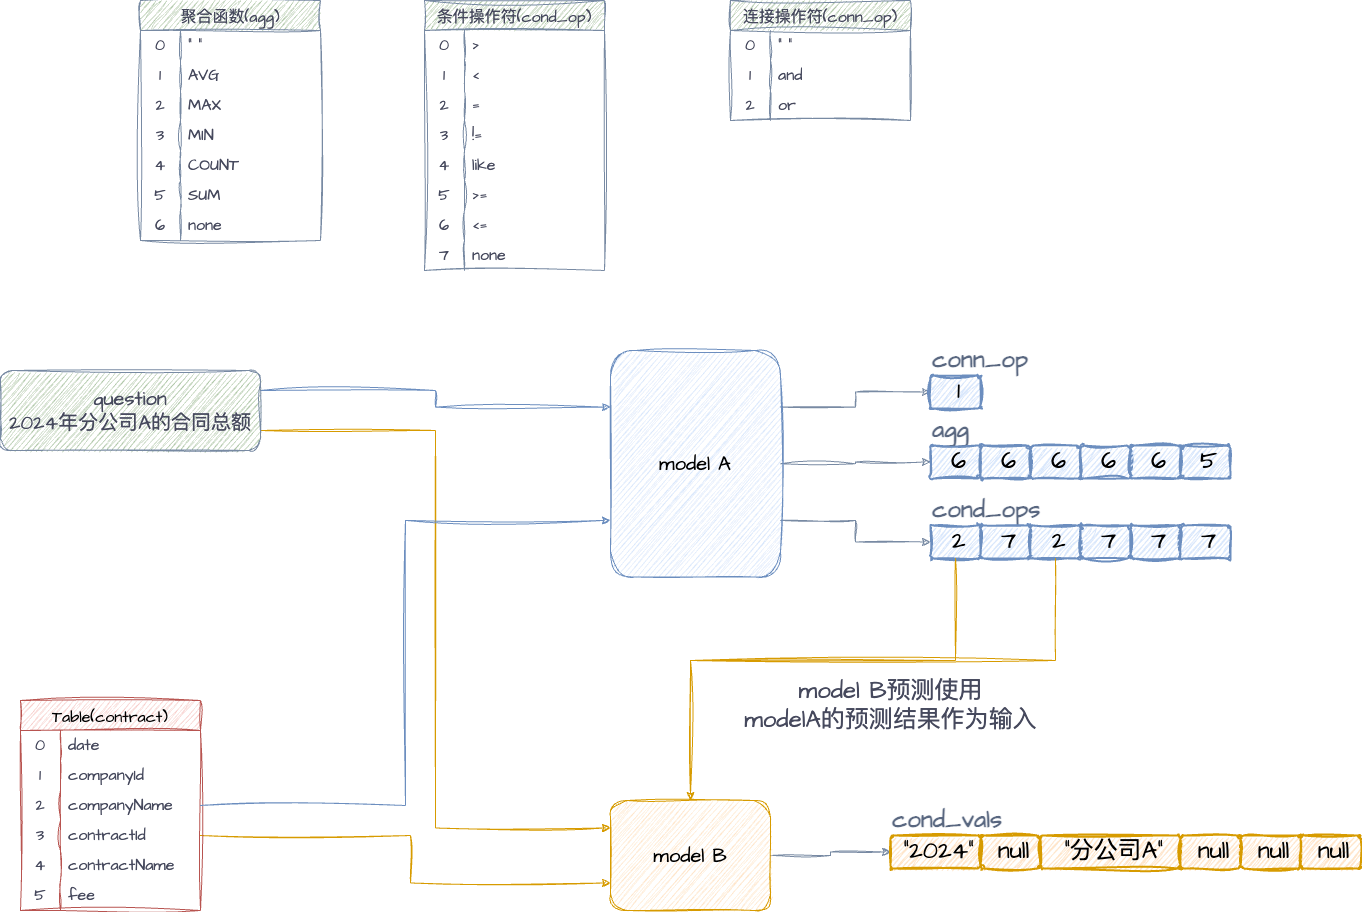 聚合函数(agg)
0 " "
1 AVG
2 MAX
3 MIN
4 COUNT
5 SUM
6 none
条件操作符(cond_op)
0 >
1 <
2 =
3 !=
4 like
5 >=
6 <=
7 none
连接操作符(conn_op)
0 " "
1 and
2 or
question
2024年分公司A的合同总额
model A
conn_op
1
agg
6 6 6 6 6 5
cond_ops
2 7 2 7 7 7
model B预测使用
modelA的预测结果作为输入
Table(contract)
0 date
1 companyId
2 companyName
3 contractId
4 contractName
5 fee
model B
cond_vals
"2024" null "分公司A" null null null